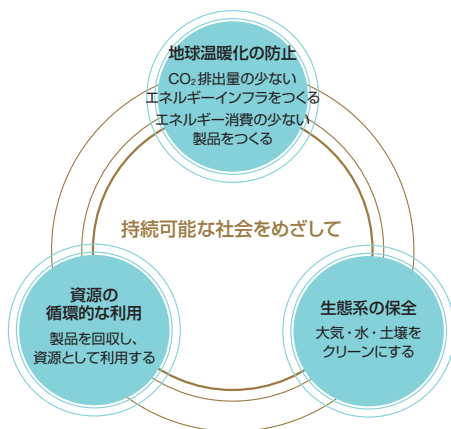 地球温暖化の防止
CO₂排出量の少ない
エネルギーインフラをつくる
エネルギー消費の少ない
製品をつくる
持続可能な社会をめざして
資源の
循環的な利用
製品を回収し、
資源として利用する
生態系の保全
大気・水・土壌を
クリーンにする